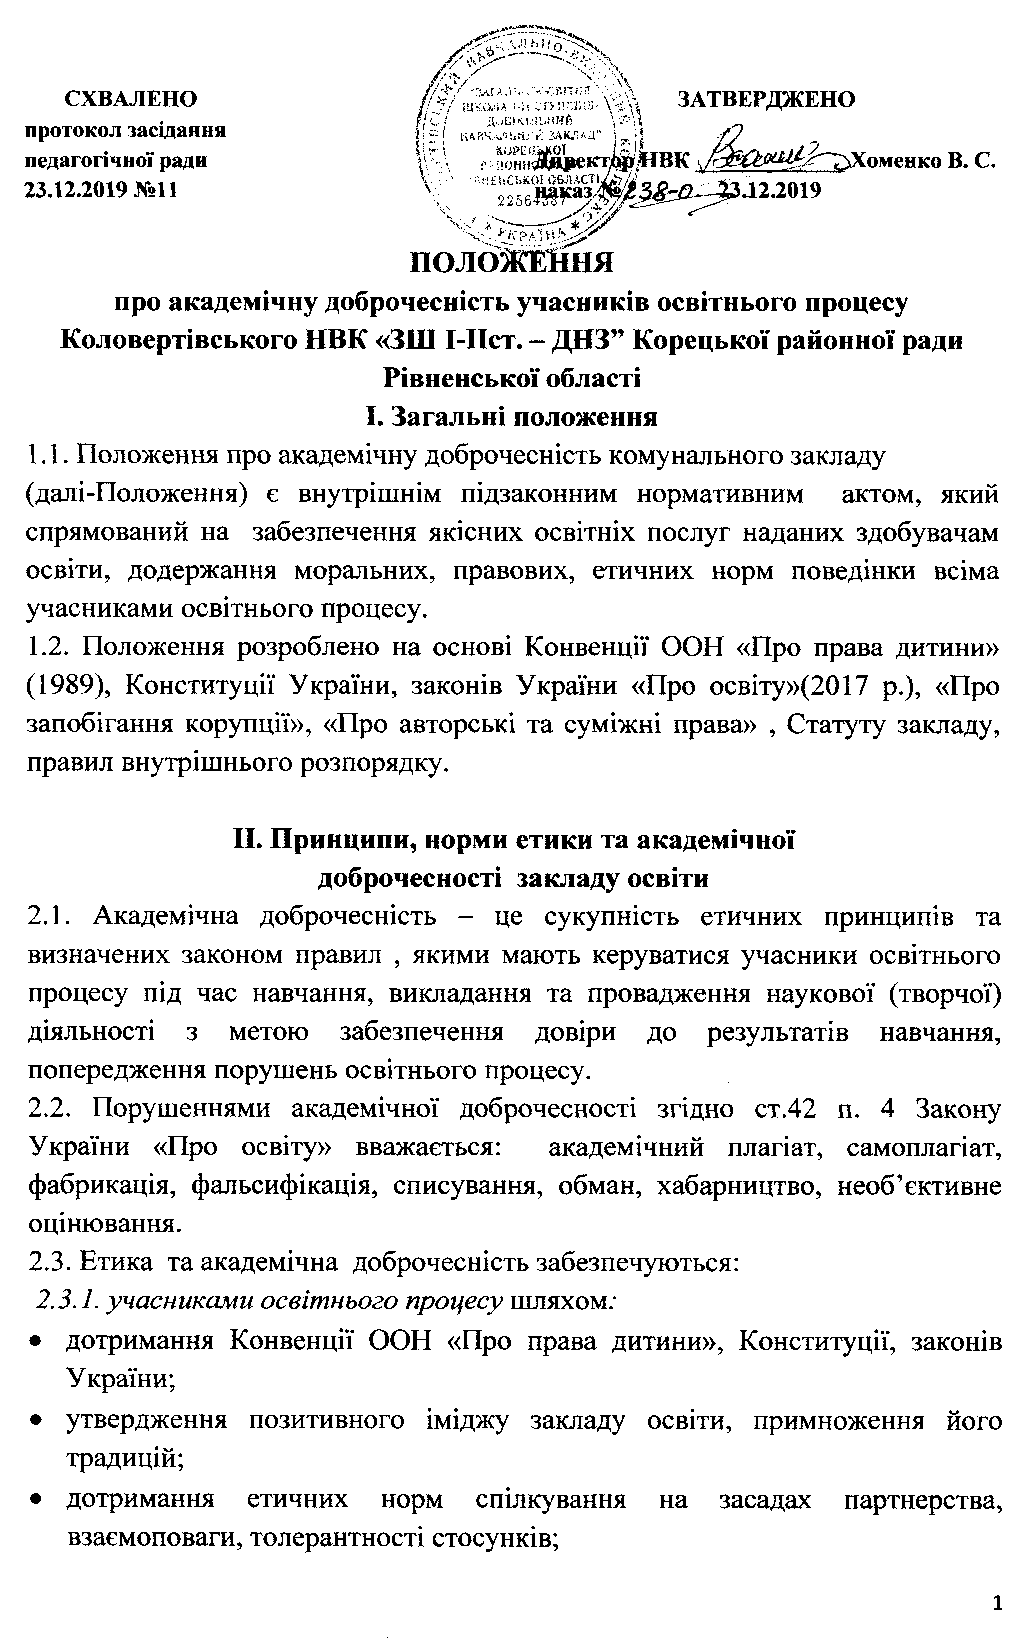 СХВАЛЕНО
протокол засідання
педагогічної ради
23.12.2019 №11
ЗАТВЕРДЖЕНО
Директор НВК Хоменко В. С.
наказ № 238-о 23.12.2019
ШКОЛА
НАВЧАЛЬНИЙ ЗАКЛАД"
КОРЕЦЬКОЇ
ОБЛАСТІ
УКРАЇНА
ПОЛОЖЕННЯ
про академічну доброчесність учасників освітнього процесу
Коловертівського НВК «ЗШ І-ІІст. – ДНЗ” Корецької районної ради
Рівненської області
І. Загальні положення
1.1. Положення про академічну доброчесність комунального закладу
(далі-Положення) є внутрішнім підзаконним нормативним актом, який
спрямований на забезпечення якісних освітніх послуг наданих здобувачам
освіти, додержання моральних, правових, етичних норм поведінки всіма
учасниками освітнього процесу.
1.2. Положення розроблено на основі Конвенції ООН «Про права дитини»
(1989), Конституції України, законів України «Про освіту»(2017 р.), «Про
запобігання корупції», «Про авторські та суміжні права» , Статуту закладу,
правил внутрішнього розпорядку.
ІІ. Принципи, норми етики та академічної
доброчесності закладу освіти
2.1. Академічна доброчесність – це сукупність етичних принципів та
визначених законом правил , якими мають керуватися учасники освітнього
процесу під час навчання, викладання та провадження наукової (творчої)
діяльності з метою забезпечення довіри до результатів навчання,
попередження порушень освітнього процесу.
2.2. Порушеннями академічної доброчесності згідно ст.42 п. 4 Закону
України «Про освіту» вважається: академічний плагіат, самоплагіат,
фабрикація, фальсифікація, списування, обман, хабарництво, необ’єктивне
оцінювання.
2.3. Етика та академічна доброчесність забезпечуються:
2.3.1. учасниками освітнього процесу шляхом:
• дотримання Конвенції ООН «Про права дитини», Конституції, законів
України;
• утвердження позитивного іміджу закладу освіти, примноження його
традицій;
• дотримання етичних норм спілкування на засадах партнерства,
взаємоповаги, толерантності стосунків;
1